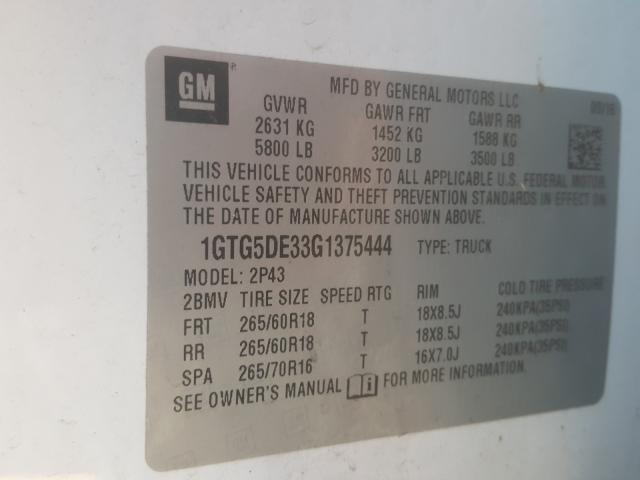 GM
MFD BY GENERAL MOTORS LLC
GVWR GAWR FRT GAWR RR
2631 KG 1452 KG 1588 KG
5800 LB 3200 LB 3500 LB
THIS VEHICLE CONFORMS TO ALL APPLICABLE U.S. FEDERAL MOTOR
VEHICLE SAFETY AND THEFT PREVENTION STANDARDS IN EFFECT ON
THE DATE OF MANUFACTURE SHOWN ABOVE.
1GTG5DE33G1375444 TYPE: TRUCK
MODEL: 2P43
2BMV TIRE SIZE SPEED RTG RIM COLD TIRE PRESSURE
FRT 265/60R18 T 18X8.5J 240KPA(35PSI)
RR 265/60R18 T 18X8.5J 240KPA(35PSI)
SPA 265/70R16 T 16X7.0J 240KPA(35PSI)
SEE OWNER'S MANUAL FOR MORE INFORMATION.